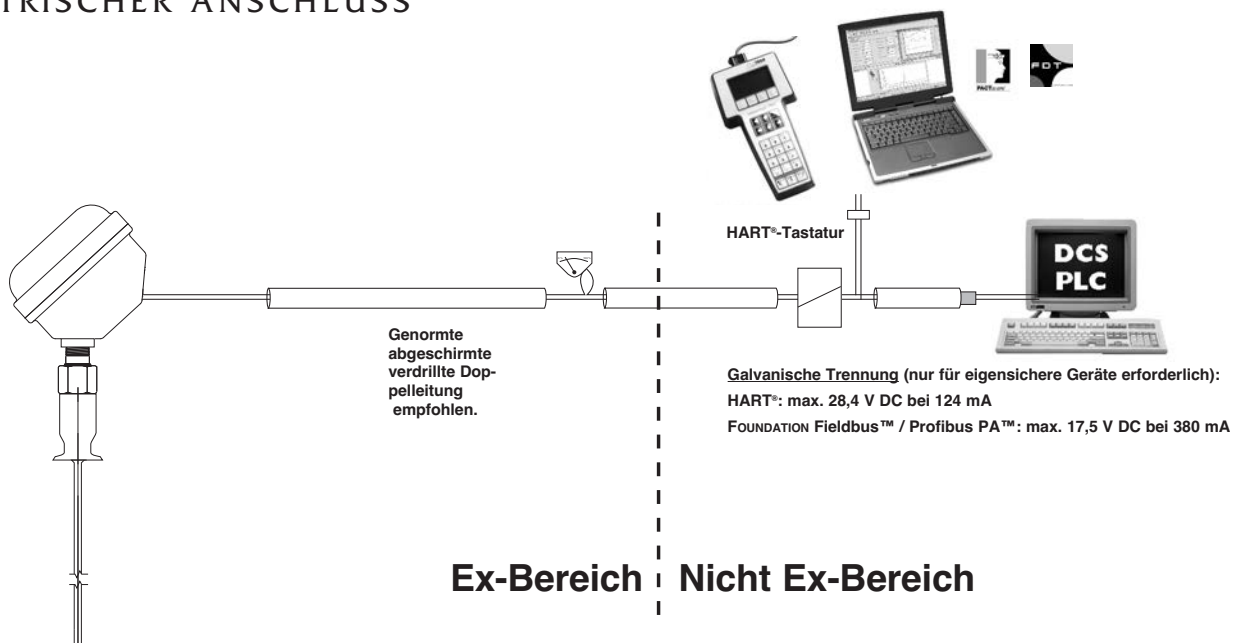 TRISCHER ANSCHLUSS
PACTware
FDT
HART®-Tastatur
DCS
PLC
Genormte
abgeschirmte
verdrillte Dop-
pelleitung
empfohlen.
Galvanische Trennung (nur für eigensichere Geräte erforderlich):
HART®: max. 28,4 V DC bei 124 mA
FOUNDATION Fieldbus™ / Profibus PA™: max. 17,5 V DC bei 380 mA
Ex-Bereich
Nicht Ex-Bereich